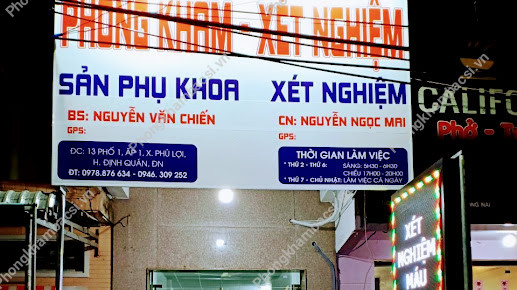 PHÒNG KHÁM - XÉT NGHIỆM
SẢN PHỤ KHOA
BS: NGUYỄN VĂN CHIẾN
GPS:
ĐC: 13 PHỐ 1, ẤP 1, X. PHÚ LỢI,
H. ĐỊNH QUÁN, ĐN
ĐT: 0978.876 634 - 0946. 309 252
XÉT NGHIỆM
CN: NGUYỄN NGỌC MAI
GPS:
THỜI GIAN LÀM VIỆC
* THỨ 2 - THỨ 6: SÁNG: 5H30 - 6H30
CHIỀU 17H00 - 20H00
* THỨ 7 - CHỦ NHẬT: LÀM VIỆC CẢ NGÀY
XÉT
NGHIỆM
MÁU
CALIFO
Phở - T
NG NAI